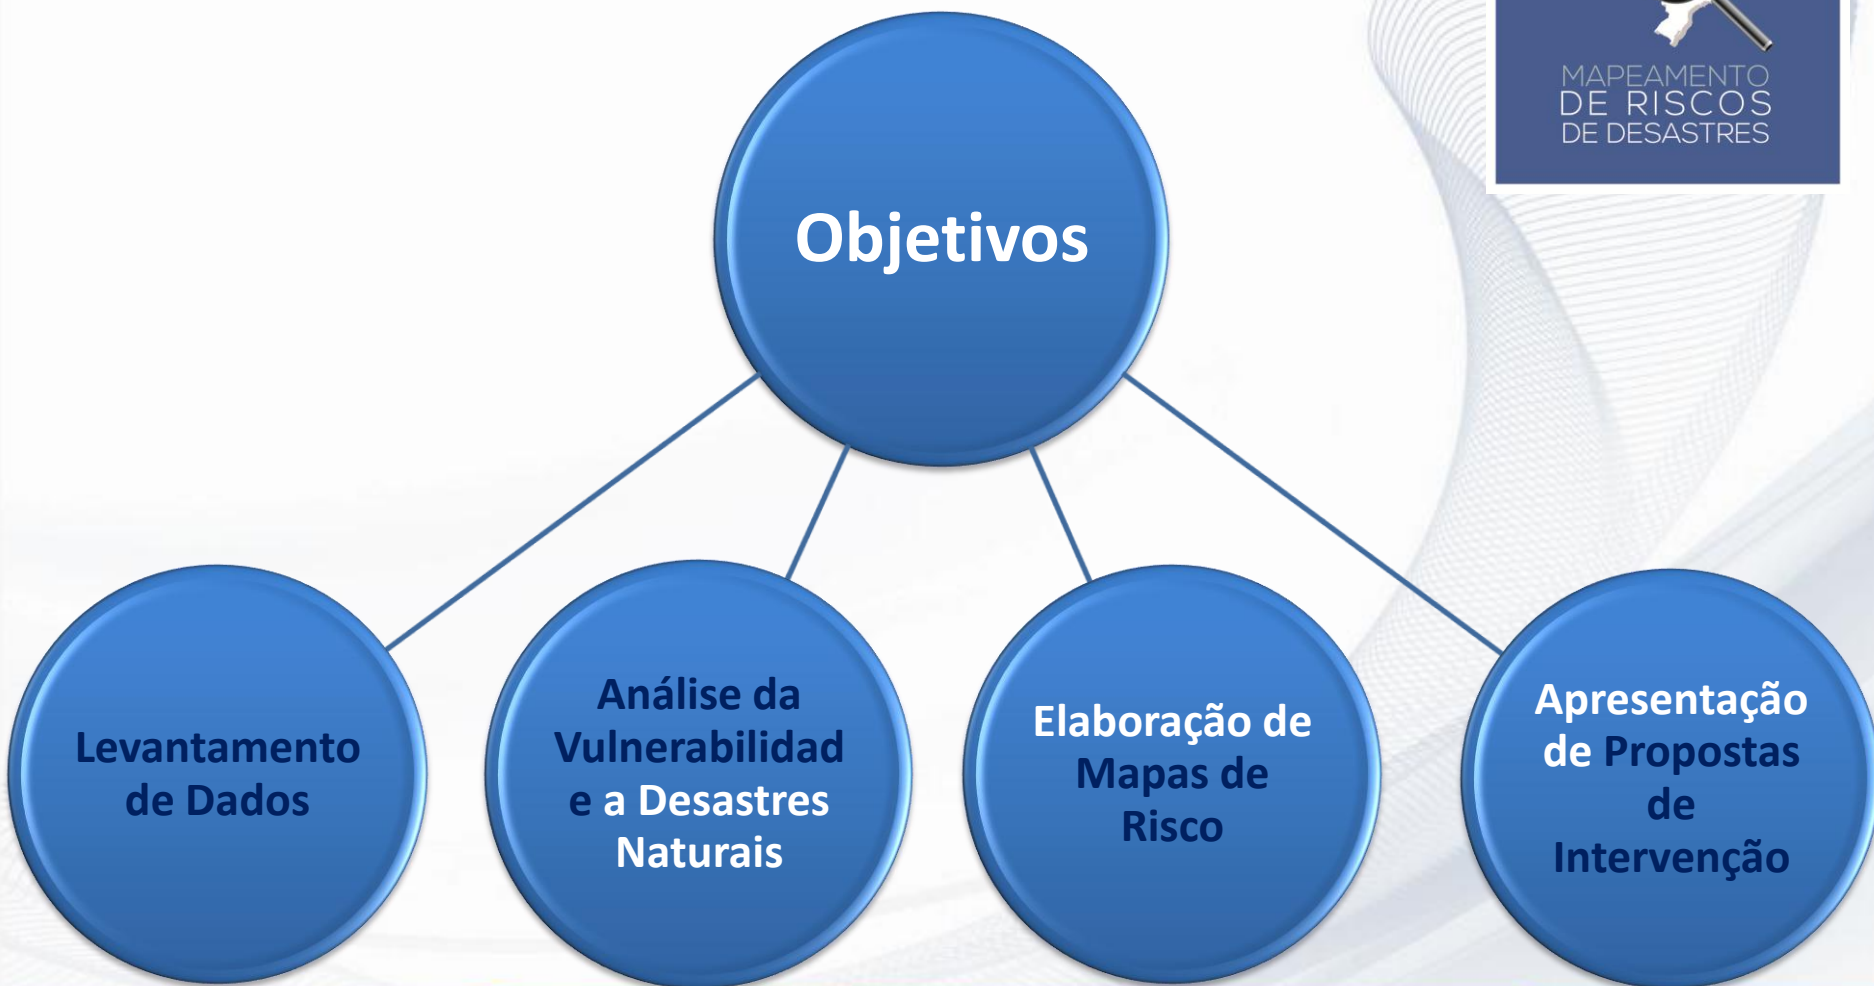 MAPEAMENTO
DE RISCOS
DE DESASTRES
Objetivos
Levantamento
de Dados
Análise da
Vulnerabilidad
e a Desastres
Naturais
Elaboração de
Mapas de
Risco
Apresentação
de Propostas
de
Intervenção